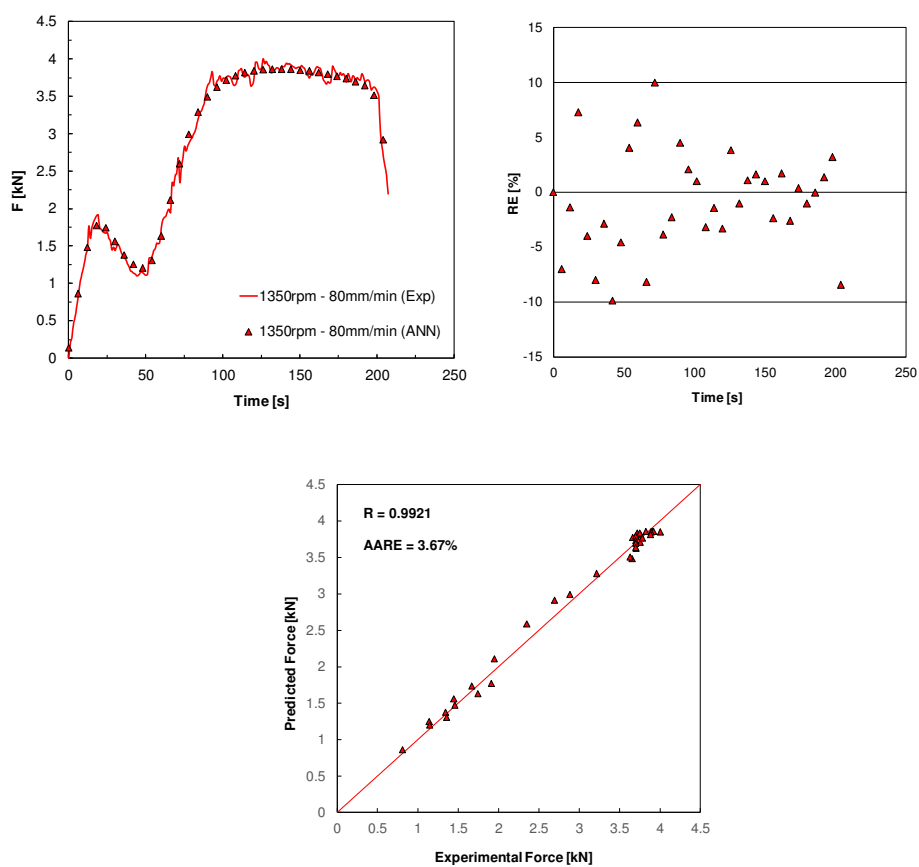 4.5
4
3.5
3
2.5
2
1.5
1
0.5
0
F [kN]
1350rpm - 80mm/min (Exp)
1350rpm - 80mm/min (ANN)
0 50 100 150 200 250
Time [s]
15
10
5
0
-5
-10
-15
RE [%]
0 50 100 150 200 250
Time [s]
4.5
4
3.5
3
2.5
2
1.5
1
0.5
0
Predicted Force [kN]
R = 0.9921
AARE = 3.67%
0 0.5 1 1.5 2 2.5 3 3.5 4 4.5
Experimental Force [kN]